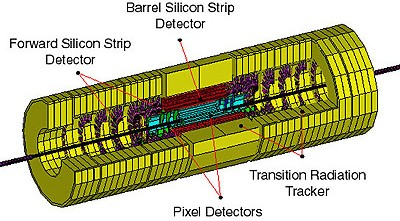 Barrel Silicon Strip
Detector
Forward Silicon Strip
Detector
Transition Radiation
Tracker
Pixel Detectors